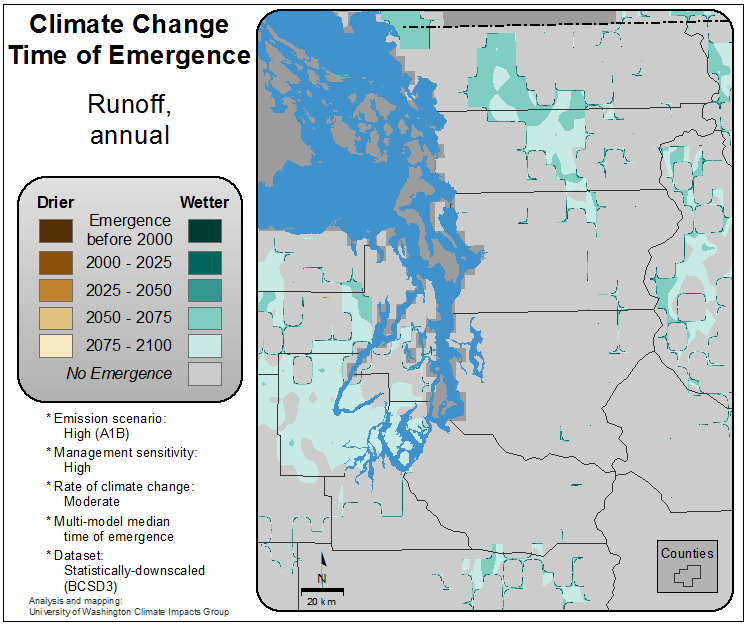 Climate Change
Time of Emergence
Runoff,
annual
Drier
Wetter
Emergence
before 2000
2000 - 2025
2025 - 2050
2050 - 2075
2075 - 2100
No Emergence
* Emission scenario:
High (A1B)
* Management sensitivity:
High
* Rate of climate change:
Moderate
* Multi-model median
time of emergence
* Dataset:
Statistically-downscaled
(BCSD3)
Analysis and mapping:
University of Washington Climate Impacts Group
N
20 km
Counties